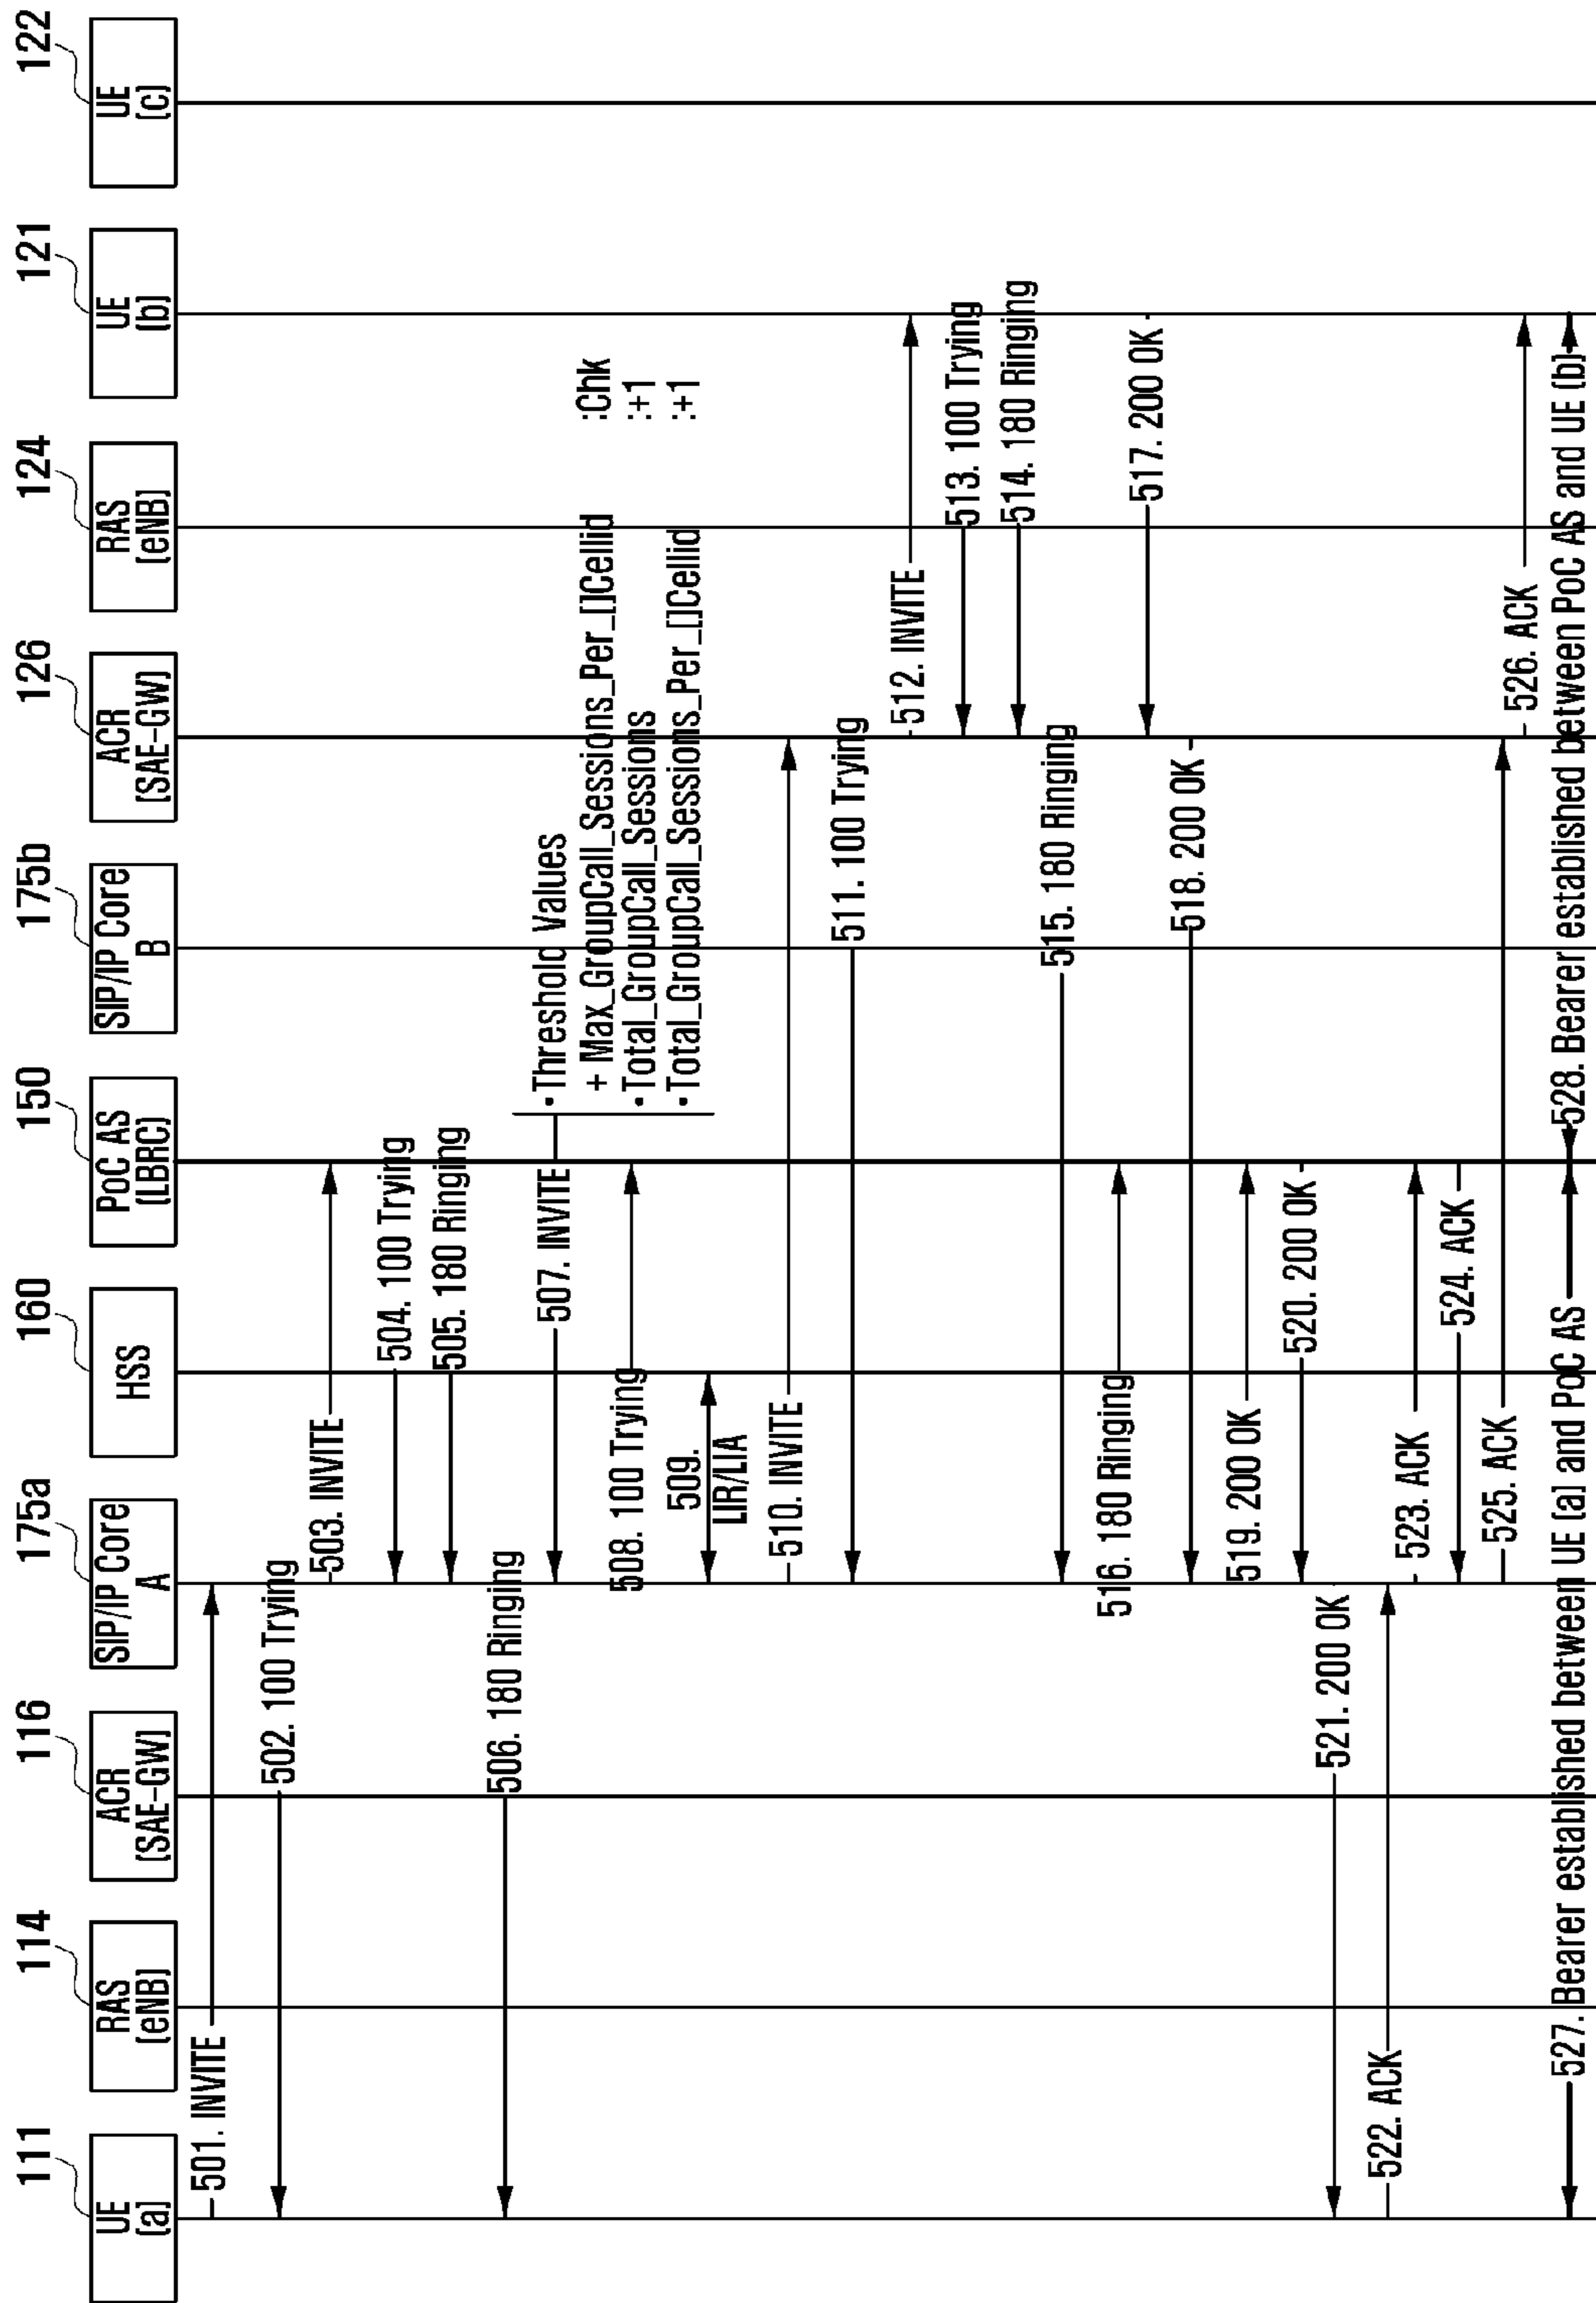 111
114
116
175a
160
150
175b
126
124
121
122
UE
(a)
RAS
(eNB)
ACR
(SAE-GW)
SIP/IP Core
A
HSS
PoC AS
(LBRC)
SIP/IP Core
B
ACR
(SAE-GW)
RAS
(eNB)
UE
(b)
UE
(c)
501. INVITE
502. 100 Trying
503. INVITE
504. 100 Trying
505. 180 Ringing
506. 180 Ringing
507. INVITE
• Threshold Values
+ Max_GroupCall_Sessions_Per_[]Cellid :Chk
• Total_GroupCall_Sessions :+1
• Total_GroupCall_Sessions_Per_[]Cellid :+1
508. 100 Trying
509.
LIR/LIA
510. INVITE
511. 100 Trying
512. INVITE
513. 100 Trying
514. 180 Ringing
515. 180 Ringing
516. 180 Ringing
517. 200 OK
518. 200 OK
519. 200 OK
520. 200 OK
521. 200 OK
522. ACK
523. ACK
524. ACK
525. ACK
526. ACK
527. Bearer established between UE (a) and PoC AS
528. Bearer established between PoC AS and UE (b)